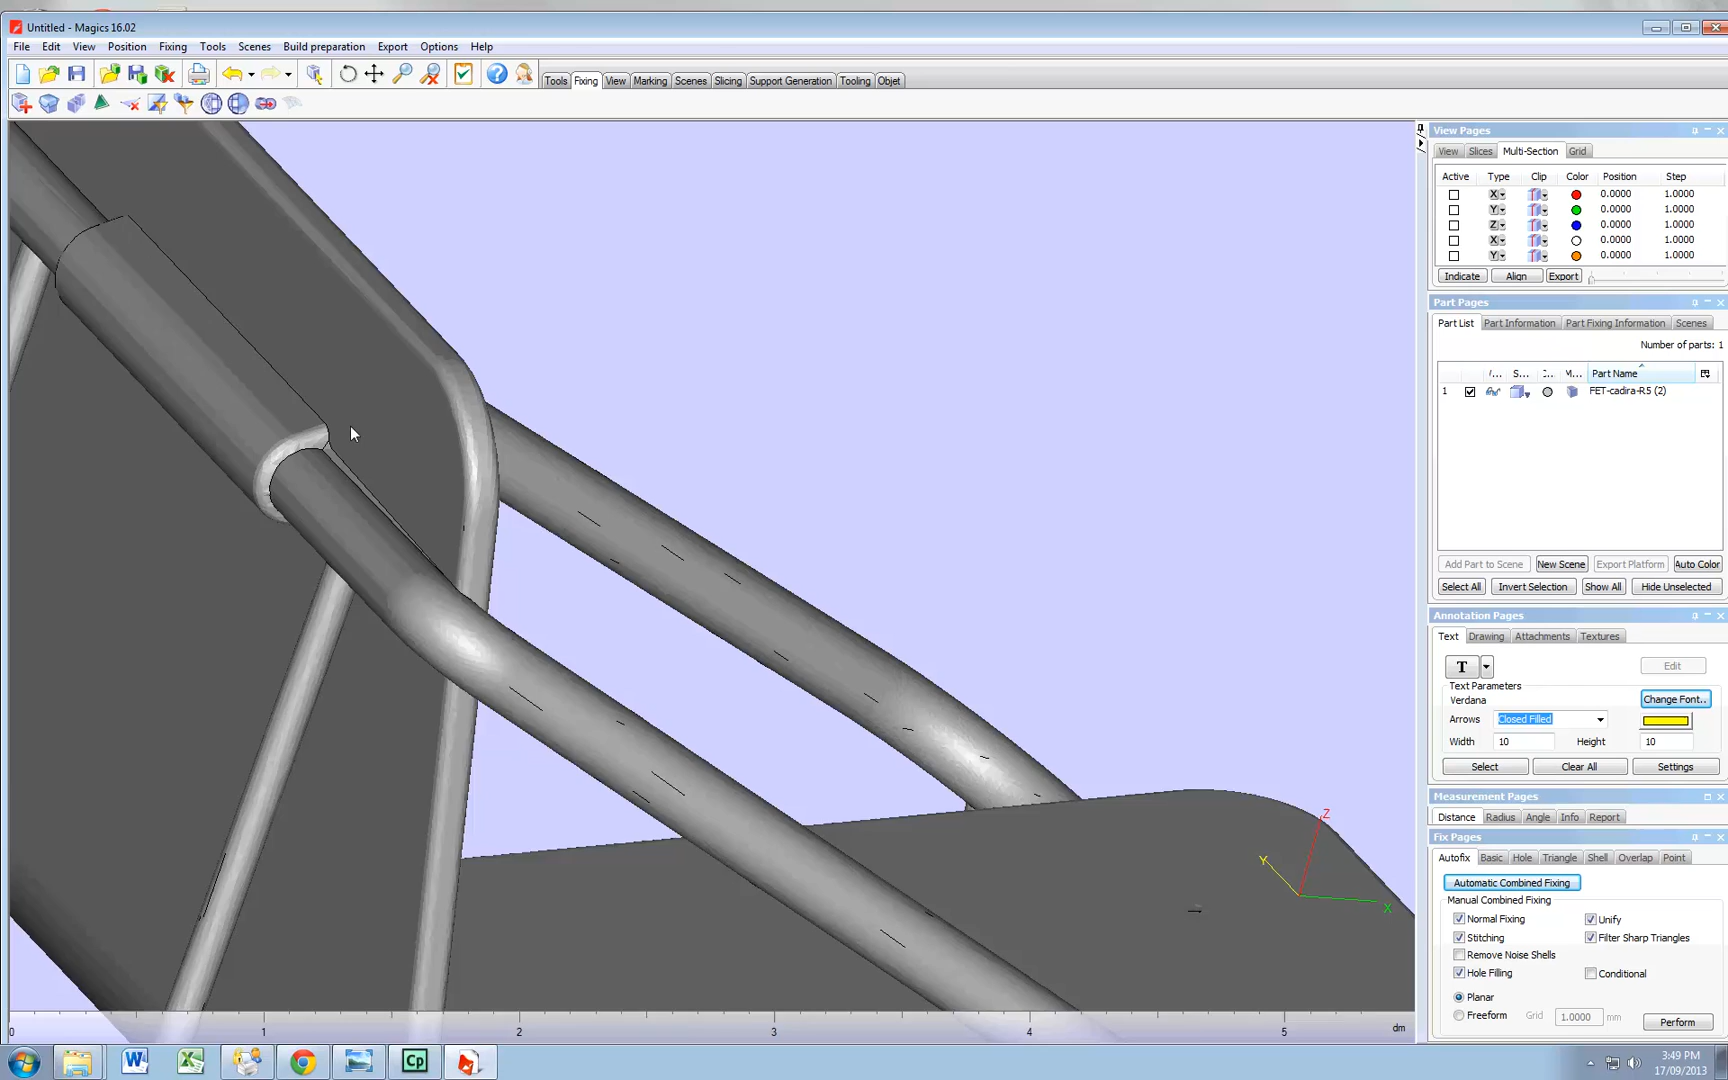 Untitled - Magics 16.02
File Edit View Position Fixing Tools Scenes Build preparation Export Options Help
Tools Fixing View Marking Scenes Slicing Support Generation Tooling Objet
View Pages
View Slices Multi-Section Grid
Active Type Clip Color Position Step
X 0.0000 1.0000
Y 0.0000 1.0000
Z 0.0000 1.0000
X 0.0000 1.0000
Y 0.0000 1.0000
Indicate Align Export
Part Pages
Part List Part Information Part Fixing Information Scenes
Number of parts: 1
/... S... :.. M... Part Name
1 FET-cadira-R5 (2)
Add Part to Scene New Scene Export Platform Auto Color
Select All Invert Selection Show All Hide Unselected
Annotation Pages
Text Drawing Attachments Textures
T Edit
Text Parameters
Verdana Change Font..
Arrows Closed Filled
Width 10 Height 10
Select Clear All Settings
Measurement Pages
Distance Radius Angle Info Report
Fix Pages
Autofix Basic Hole Triangle Shell Overlap Point
Automatic Combined Fixing
Manual Combined Fixing
Normal Fixing Unify
Stitching Filter Sharp Triangles
Remove Noise Shells
Hole Filling Conditional
Planar
Freeform Grid 1.0000 mm Perform
Z
Y
X
0 1 2 3 4 5 dm
W X Cp
3:49 PM
17/09/2013